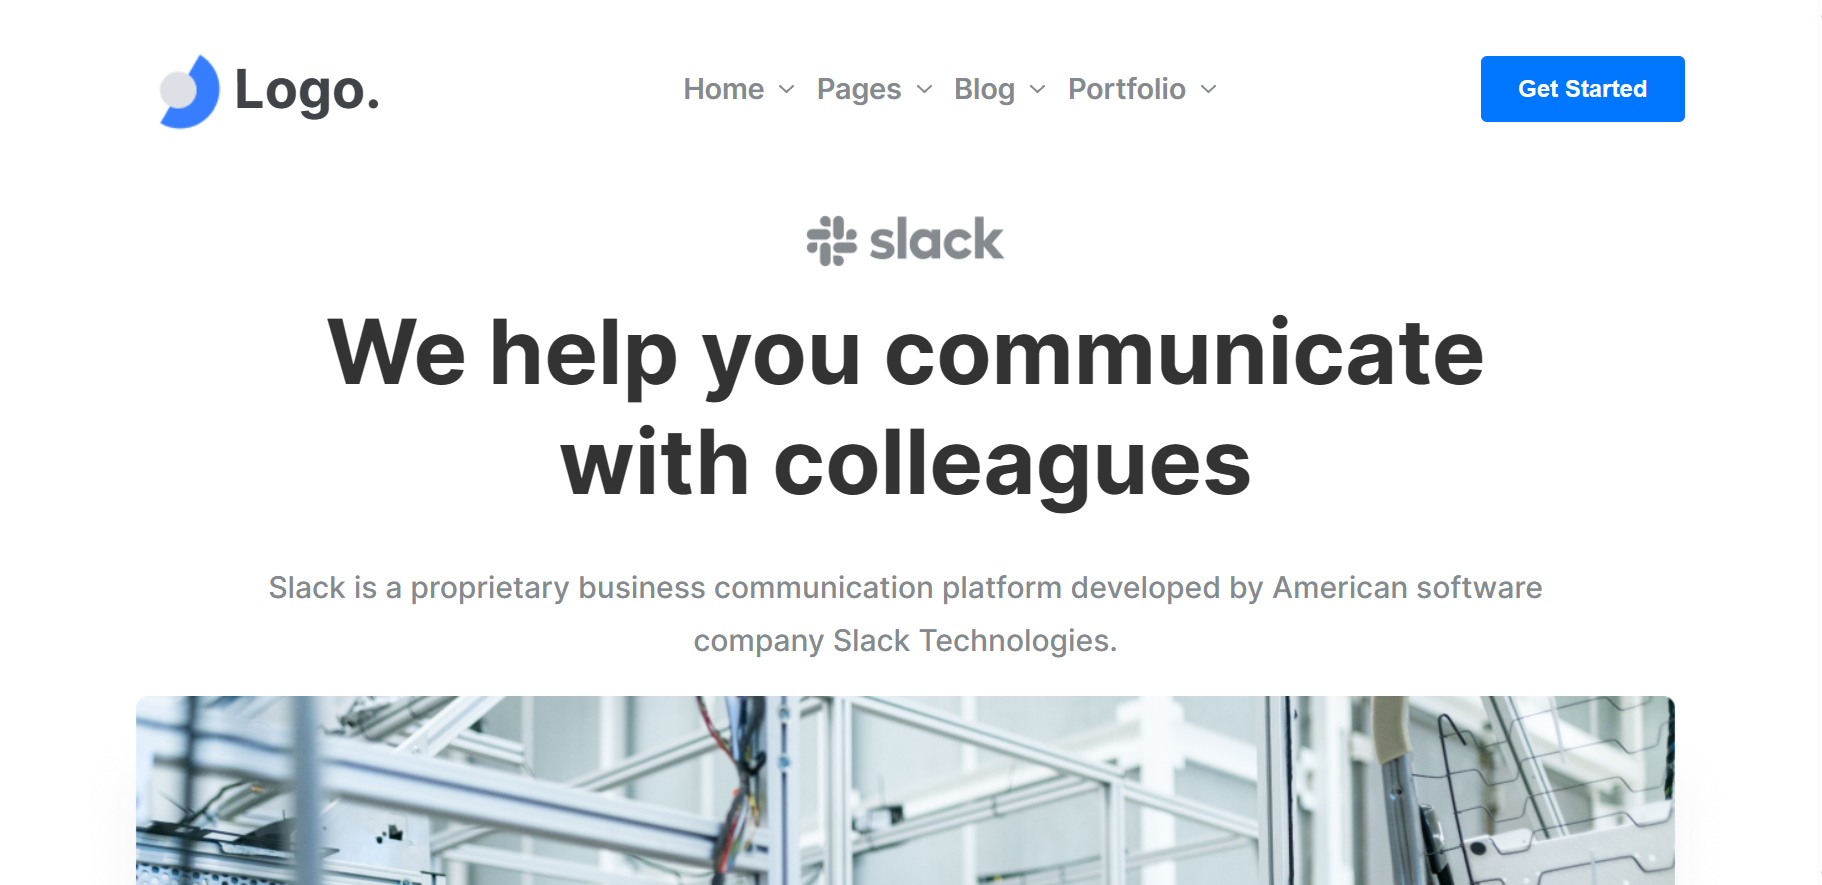 Logo.
Home Pages Blog Portfolio
Get Started
slack
We help you communicate
with colleagues
Slack is a proprietary business communication platform developed by American software
company Slack Technologies.